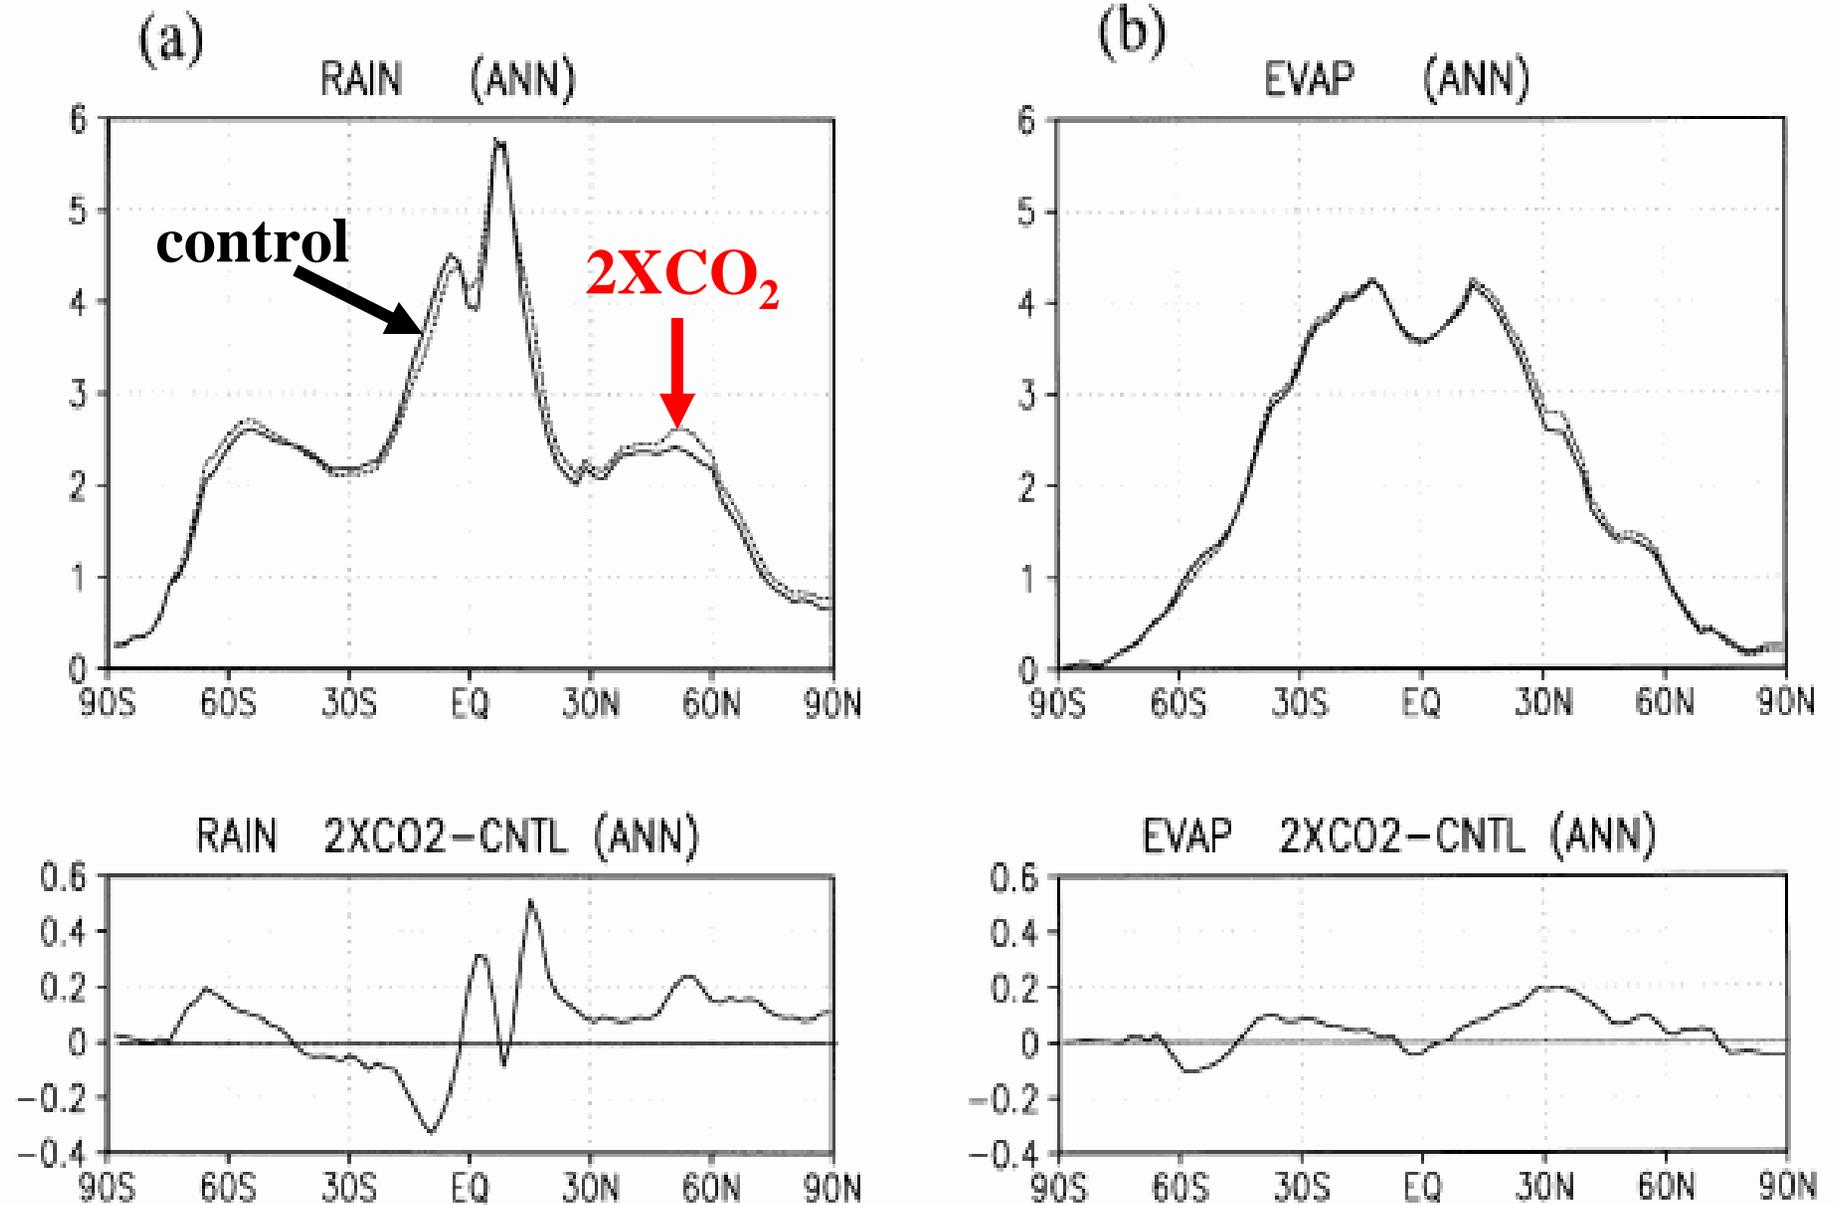 (a)
RAIN (ANN)
6
5
4
3
2
1
0
90S 60S 30S EQ 30N 60N 90N
control
2XCO2
(b)
EVAP (ANN)
6
5
4
3
2
1
0
90S 60S 30S EQ 30N 60N 90N
RAIN 2XCO2-CNTL (ANN)
0.6
0.4
0.2
0
-0.2
-0.4
90S 60S 30S EQ 30N 60N 90N
EVAP 2XCO2-CNTL (ANN)
0.6
0.4
0.2
0
-0.2
-0.4
90S 60S 30S EQ 30N 60N 90N